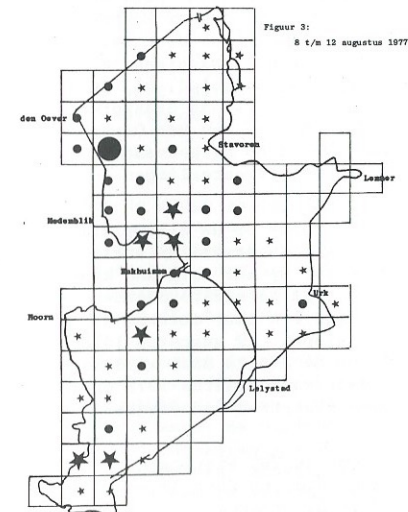 Figuur 3:
8 t/m 12 augustus 1977
den Oever
Stavoren
Lemmer
Medemblik
Enkhuizen
Urk
Hoorn
Lelystad